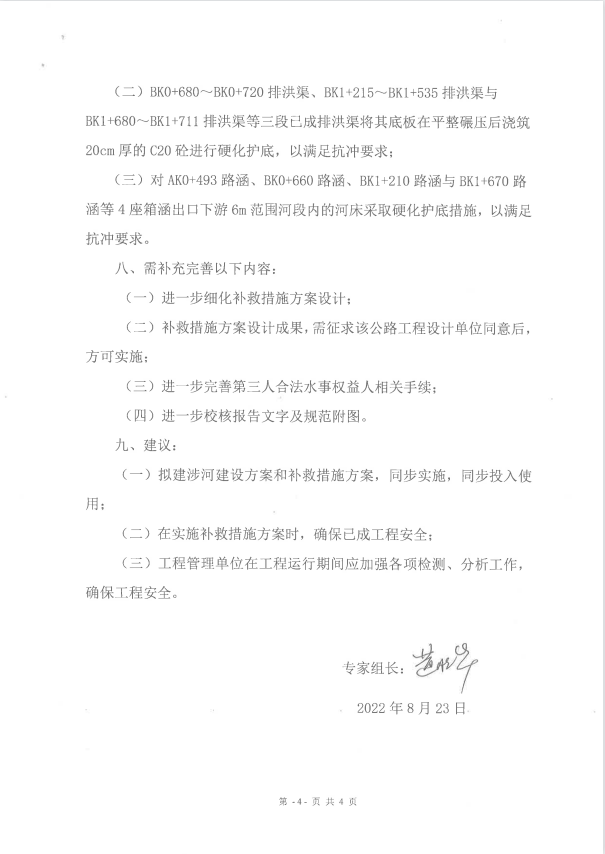 （二）BK0+680～BK0+720 排洪渠、BK1+215～BK1+535 排洪渠与
BK1+680～BK1+711 排洪渠等三段已成排洪渠将其底板在平整碾压后浇筑
20cm 厚的 C20 砼进行硬化护底，以满足抗冲要求；
（三）对 AK0+493 路涵、BK0+660 路涵、BK1+210 路涵与 BK1+670 路
涵等 4 座箱涵出口下游 6m 范围河段内的河床采取硬化护底措施，以满足
抗冲要求。
八、需补充完善以下内容：
（一）进一步细化补救措施方案设计；
（二）补救措施方案设计成果，需征求该公路工程设计单位同意后，
方可实施；
（三）进一步完善第三人合法水事权益人相关手续；
（四）进一步校核报告文字及规范附图。
九、建议：
（一）拟建涉河建设方案和补救措施方案，同步实施，同步投入使
用；
（二）在实施补救措施方案时，确保已成工程安全；
（三）工程管理单位在工程运行期间应加强各项检测、分析工作，
确保工程安全。
专家组长：
2022 年 8 月 23 日
第 -4- 页 共 4 页